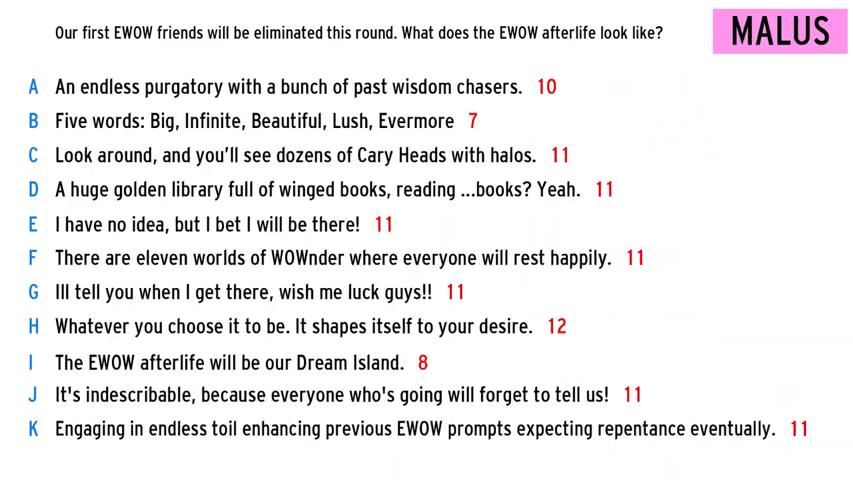 Our first EWOW friends will be eliminated this round. What does the EWOW afterlife look like?
MALUS
A An endless purgatory with a bunch of past wisdom chasers. 10
B Five words: Big, Infinite, Beautiful, Lush, Evermore 7
C Look around, and you'll see dozens of Cary Heads with halos. 11
D A huge golden library full of winged books, reading ...books? Yeah. 11
E I have no idea, but I bet I will be there! 11
F There are eleven worlds of WOWnder where everyone will rest happily. 11
G Ill tell you when I get there, wish me luck guys!! 11
H Whatever you choose it to be. It shapes itself to your desire. 12
I The EWOW afterlife will be our Dream Island. 8
J It's indescribable, because everyone who's going will forget to tell us! 11
K Engaging in endless toil enhancing previous EWOW prompts expecting repentance eventually. 11